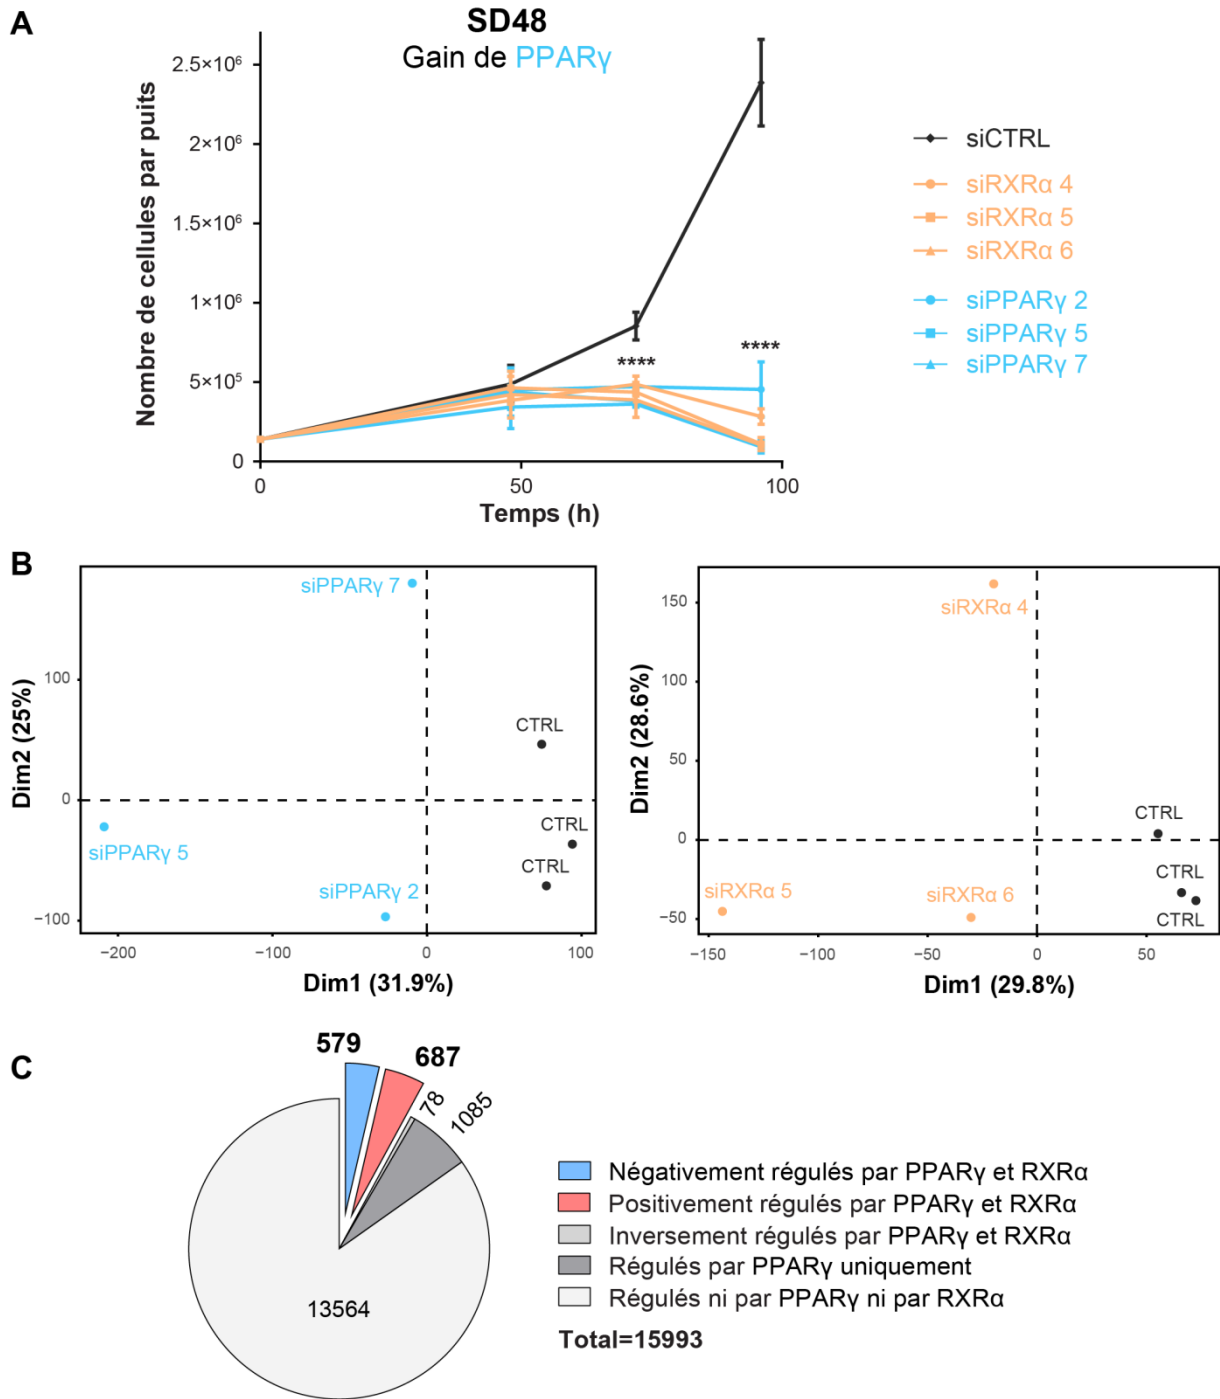 A
SD48
Gain de PPARγ
Nombre de cellules par puits
2.5×10⁶
2×10⁶
1.5×10⁶
1×10⁶
5×10⁵
0
****
****
0
50
100
Temps (h)
siCTRL
siRXRα 4
siRXRα 5
siRXRα 6
siPPARγ 2
siPPARγ 5
siPPARγ 7
B
Dim2 (25%)
100
0
−100
siPPARγ 7
CTRL
CTRL
CTRL
siPPARγ 5
siPPARγ 2
−200
−100
0
100
Dim1 (31.9%)
Dim2 (28.6%)
150
100
50
0
−50
siRXRα 4
CTRL
CTRL
CTRL
siRXRα 5
siRXRα 6
−150
−100
−50
0
50
Dim1 (29.8%)
C
579
687
78
1085
13564
Négativement régulés par PPARγ et RXRα
Positivement régulés par PPARγ et RXRα
Inversement régulés par PPARγ et RXRα
Régulés par PPARγ uniquement
Régulés ni par PPARγ ni par RXRα
Total=15993